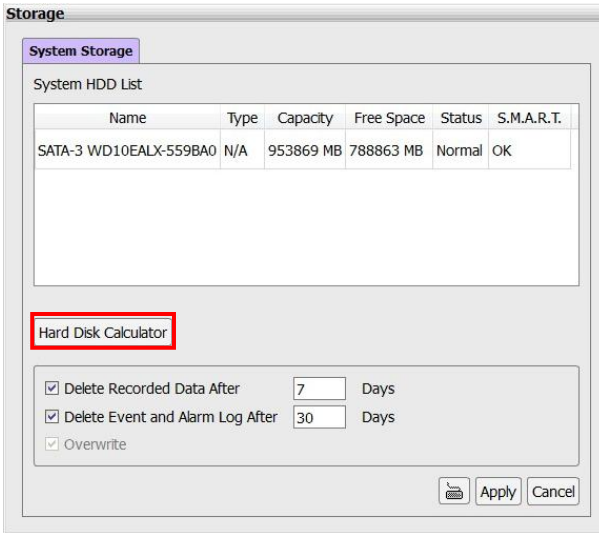 Storage
System Storage
System HDD List
Name Type Capacity Free Space Status S.M.A.R.T.
SATA-3 WD10EALX-559BA0 N/A 953869 MB 788863 MB Normal OK
Hard Disk Calculator
Delete Recorded Data After 7 Days
Delete Event and Alarm Log After 30 Days
Overwrite
Apply Cancel